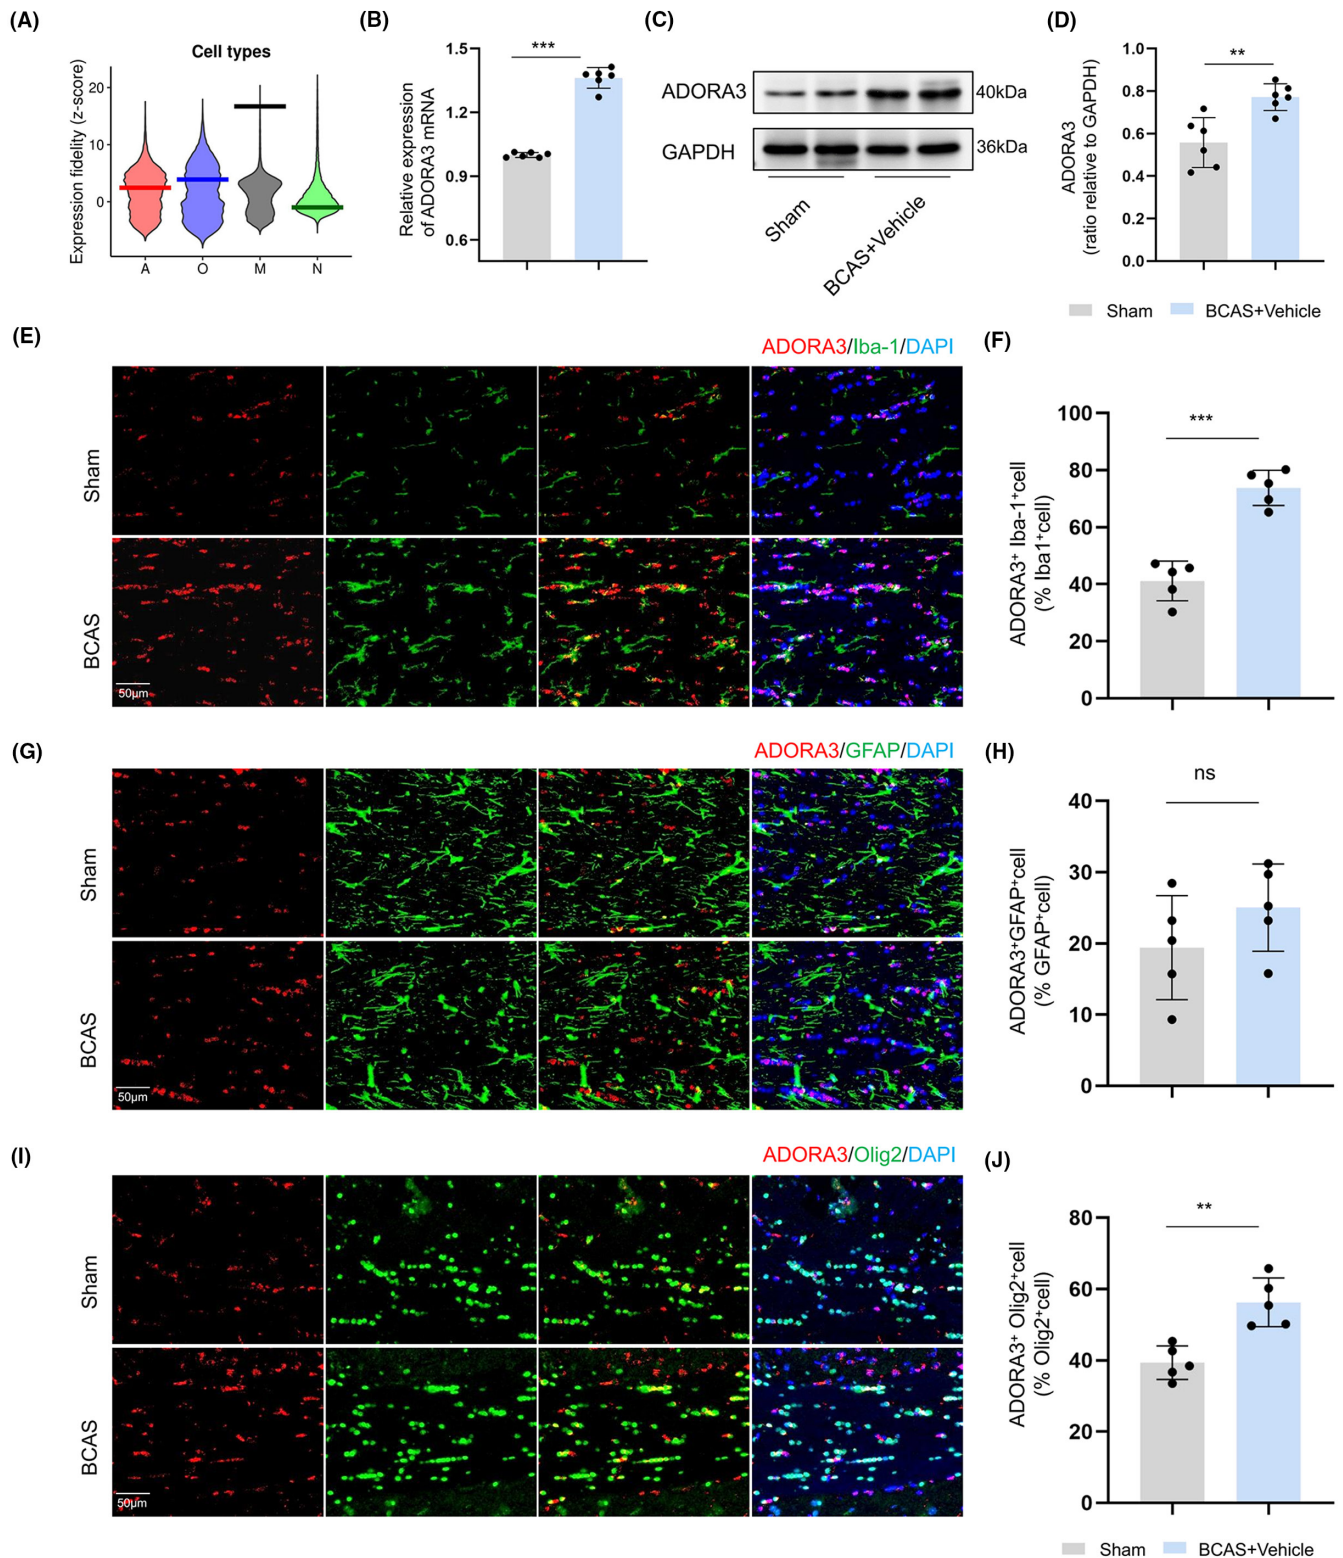 (A)
Cell types
Expression fidelity (z-score)
20
10
0
A O M N
(B)
Relative expression
of ADORA3 mRNA
1.5
1.2
0.9
0.6
***
(C)
ADORA3
40kDa
GAPDH
36kDa
Sham
BCAS+Vehicle
(D)
ADORA3
(ratio relative to GAPDH)
1.0
0.8
0.6
0.4
0.2
0.0
**
Sham
BCAS+Vehicle
(E)
ADORA3/Iba-1/DAPI
Sham
BCAS
50μm
(F)
ADORA3⁺ Iba-1⁺cell
(% Iba1⁺cell)
100
80
60
40
20
0
***
(G)
ADORA3/GFAP/DAPI
Sham
BCAS
50μm
(H)
ADORA3⁺GFAP⁺cell
(% GFAP⁺cell)
40
30
20
10
0
ns
(I)
ADORA3/Olig2/DAPI
Sham
BCAS
50μm
(J)
ADORA3⁺ Olig2⁺cell
(% Olig2⁺cell)
80
60
40
20
0
**
Sham
BCAS+Vehicle